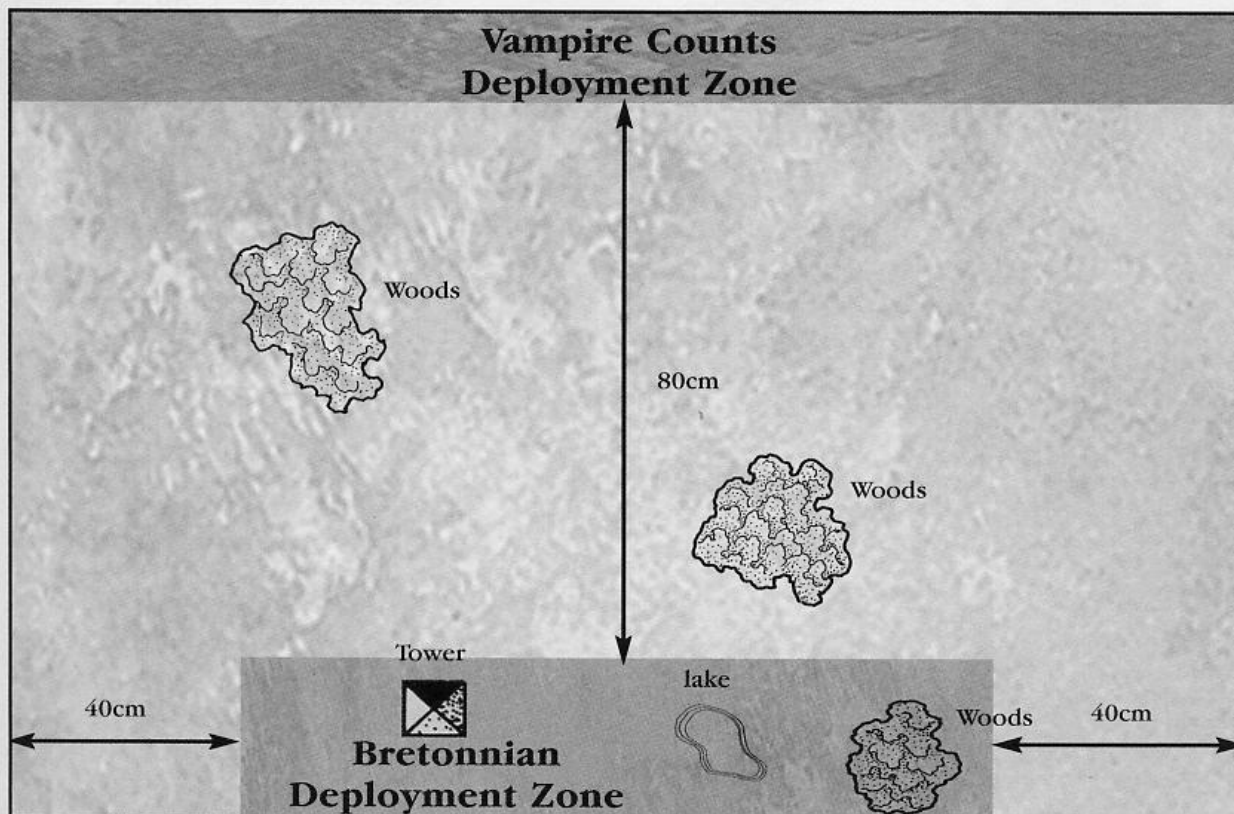 Vampire Counts
Deployment Zone
Woods
80cm
Woods
Tower
lake
40cm
Woods
40cm
Bretonnian
Deployment Zone